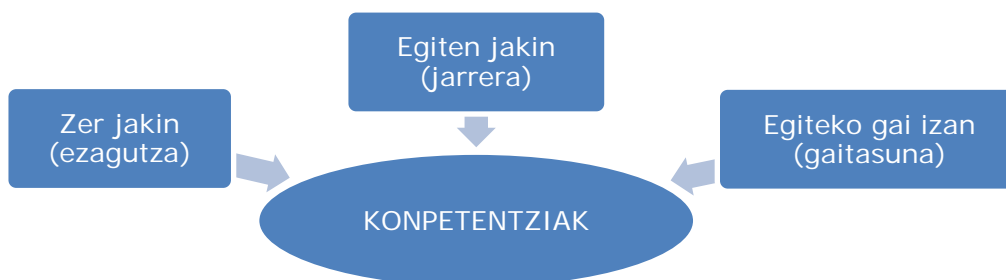 Egiten jakin
(jarrera)
Zer jakin
(ezagutza)
Egiteko gai izan
(gaitasuna)
KONPETENTZIAK